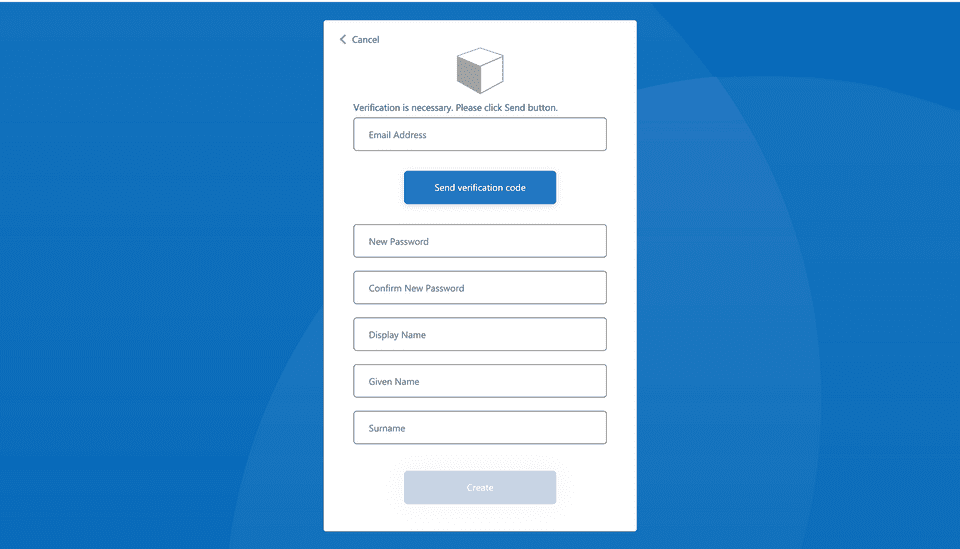 Cancel
Verification is necessary. Please click Send button.
Email Address
Send verification code
New Password
Confirm New Password
Display Name
Given Name
Surname
Create